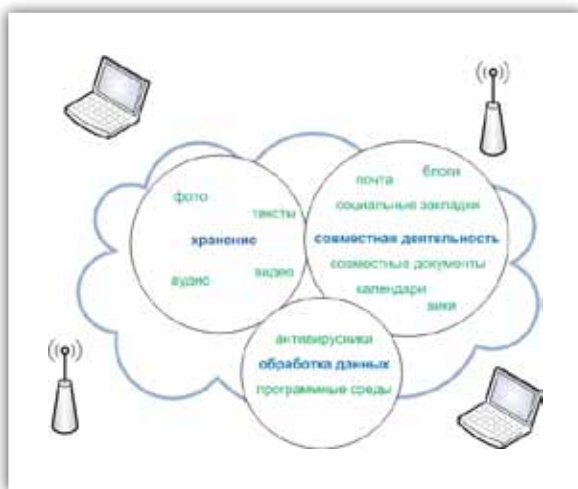 фото
тексты
хранение
аудио
видео
почта
блоги
социальные закладки
совместная деятельность
совместные документы
календари
вики
антивирусники
обработка данных
программные среды